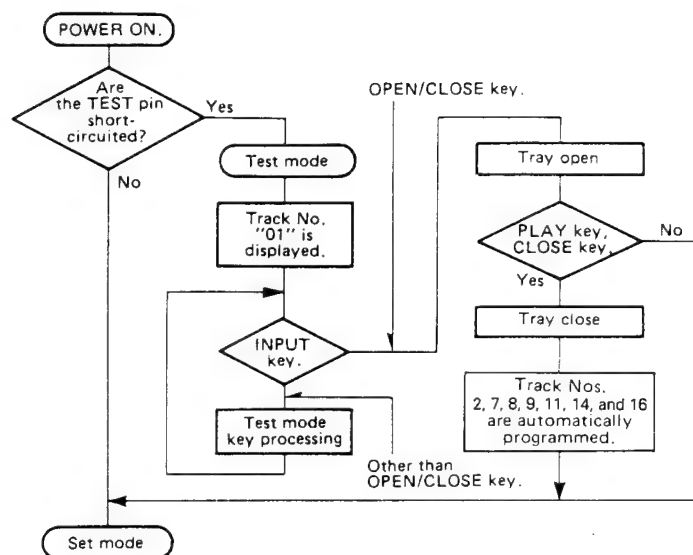 POWER ON.
Are
the TEST pin
short-
circuited?
Yes
No
Test mode
Track No.
"01" is
displayed.
INPUT
key.
Test mode
key processing
Other than
OPEN/CLOSE key.
OPEN/CLOSE key.
Tray open
PLAY key,
CLOSE key.
No
Yes
Tray close
Track Nos.
2, 7, 8, 9, 11, 14, and 16
are automatically
programmed.
Set mode